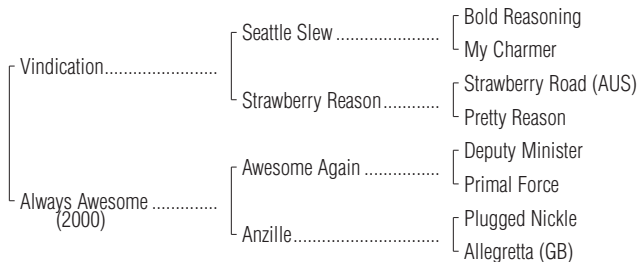 Bold Reasoning
Seattle Slew ....................
My Charmer
Vindication......................
Strawberry Road (AUS)
Strawberry Reason...........
Pretty Reason
Deputy Minister
Awesome Again ..............
Primal Force
Always Awesome ............
(2000)
Plugged Nickle
Anzille............................
Allegretta (GB)